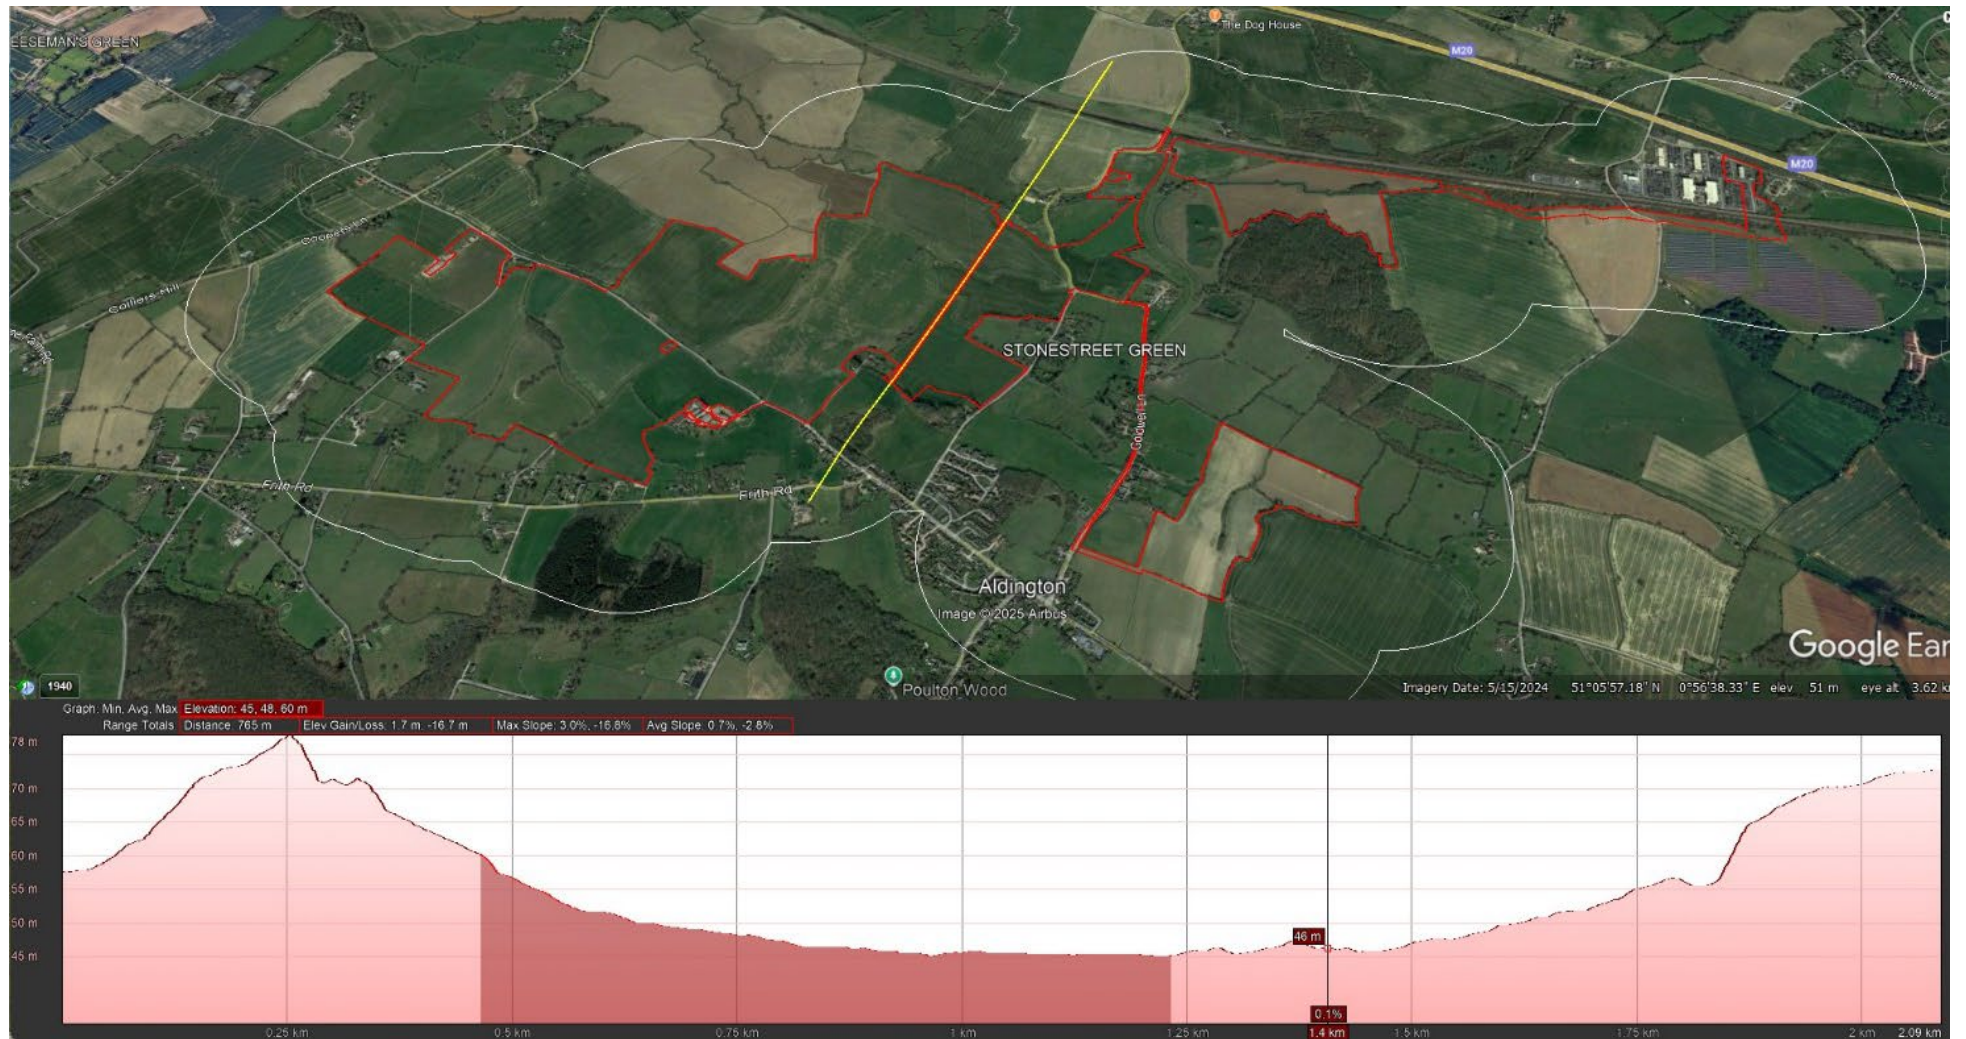 EESEMAN'S GREEN
The Dog House
M20
M20
Coopers Ln
Colliers Hill
STONESTREET GREEN
Goldwell Ln
Frith Rd
Frith Rd
Aldington
Image © 2025 Airbus
Google Ear
Poulton Wood
1940
Imagery Date: 5/15/2024 51°05'57.18" N 0°56'38.33" E elev 51 m eye alt 3.62 k
Graph: Min, Avg, Max Elevation: 45, 48, 60 m
Range Totals: Distance: 765 m Elev Gain/Loss: 1.7 m, -16.7 m Max Slope: 3.0%, -16.8% Avg Slope: 0.7%, -2.8%
78 m
70 m
65 m
60 m
55 m
50 m
45 m
46 m
0.1%
0.25 km 0.5 km 0.75 km 1 km 1.25 km 1.4 km 1.5 km 1.75 km 2 km 2.09 km